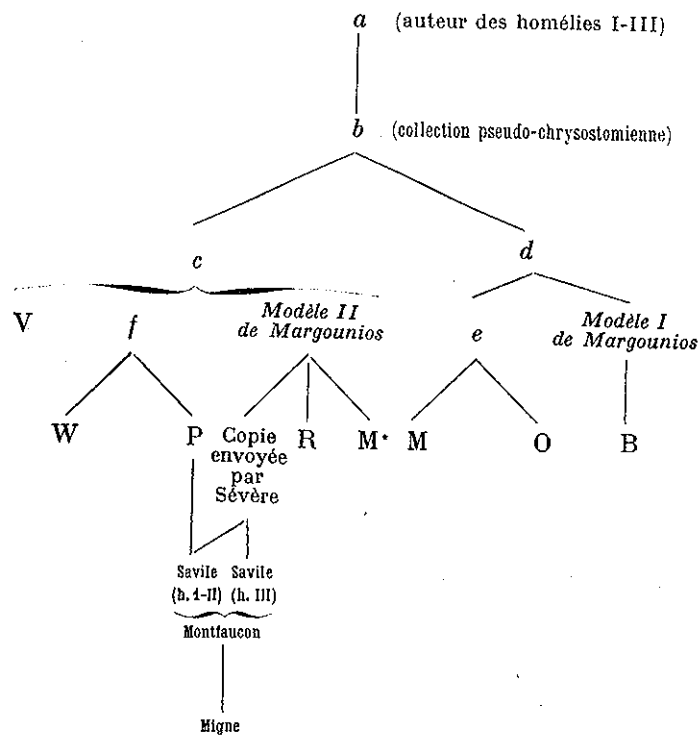 a (auteur des homélies I-III)
b (collection pseudo-chrysostomienne)
c
d
V
f
Modèle II
de Margounios
e
Modèle I
de Margounios
W
P
Copie
envoyée
par
Sévère
R
M*
M
O
B
Savile
(h. I-II)
Savile
(h. III)
Montfaucon
Migne